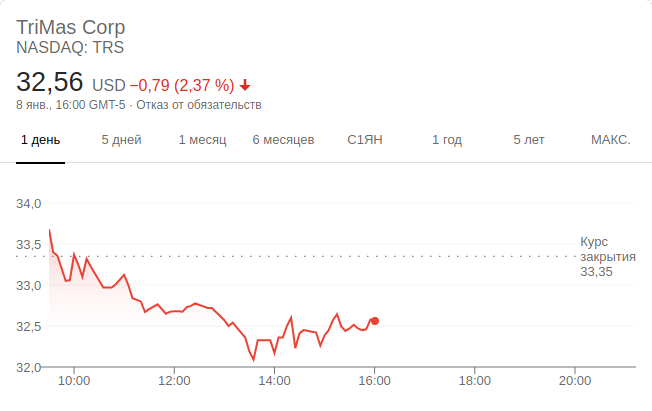 TriMas Corp
NASDAQ: TRS
32,56 USD −0,79 (2,37 %)
8 янв., 16:00 GMT-5 · Отказ от обязательств
1 день 5 дней 1 месяц 6 месяцев С1ЯН 1 год 5 лет МАКС.
34,0
33,5
33,0
32,5
32,0
Курс
закрытия
33,35
10:00 12:00 14:00 16:00 18:00 20:00